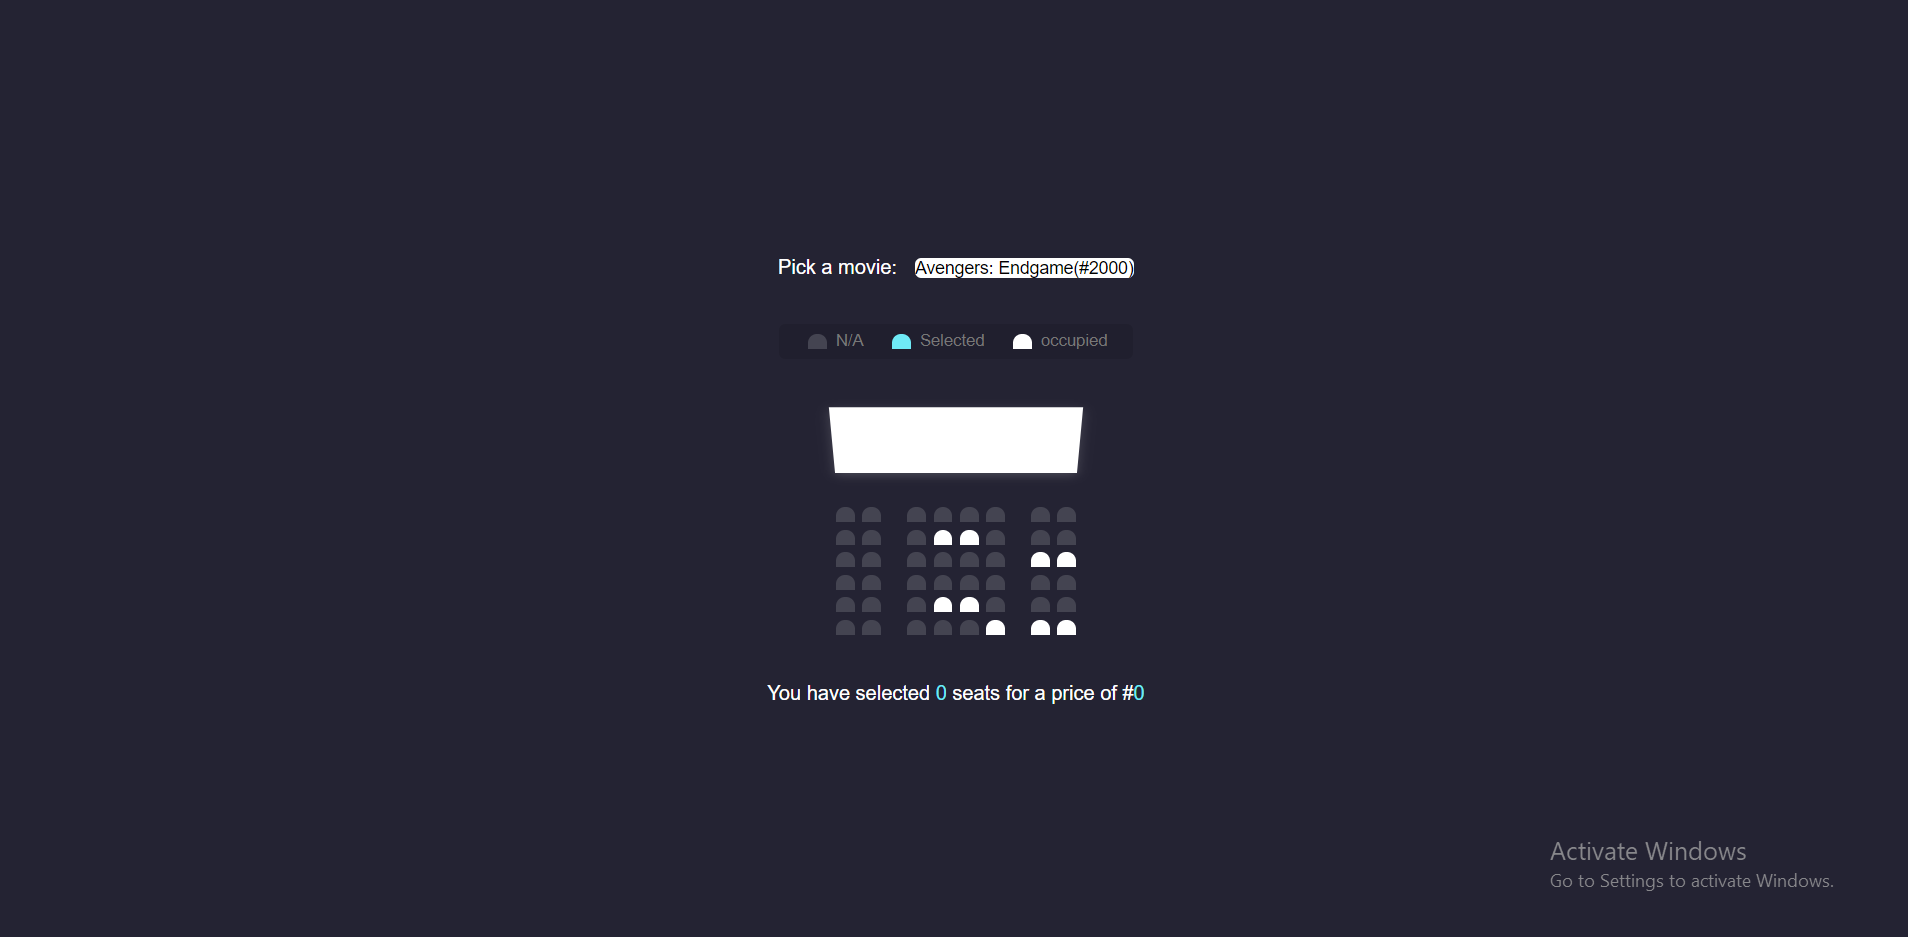 Pick a movie: Avengers: Endgame(#2000)
N/A Selected occupied
You have selected 0 seats for a price of #0
Activate Windows
Go to Settings to activate Windows.